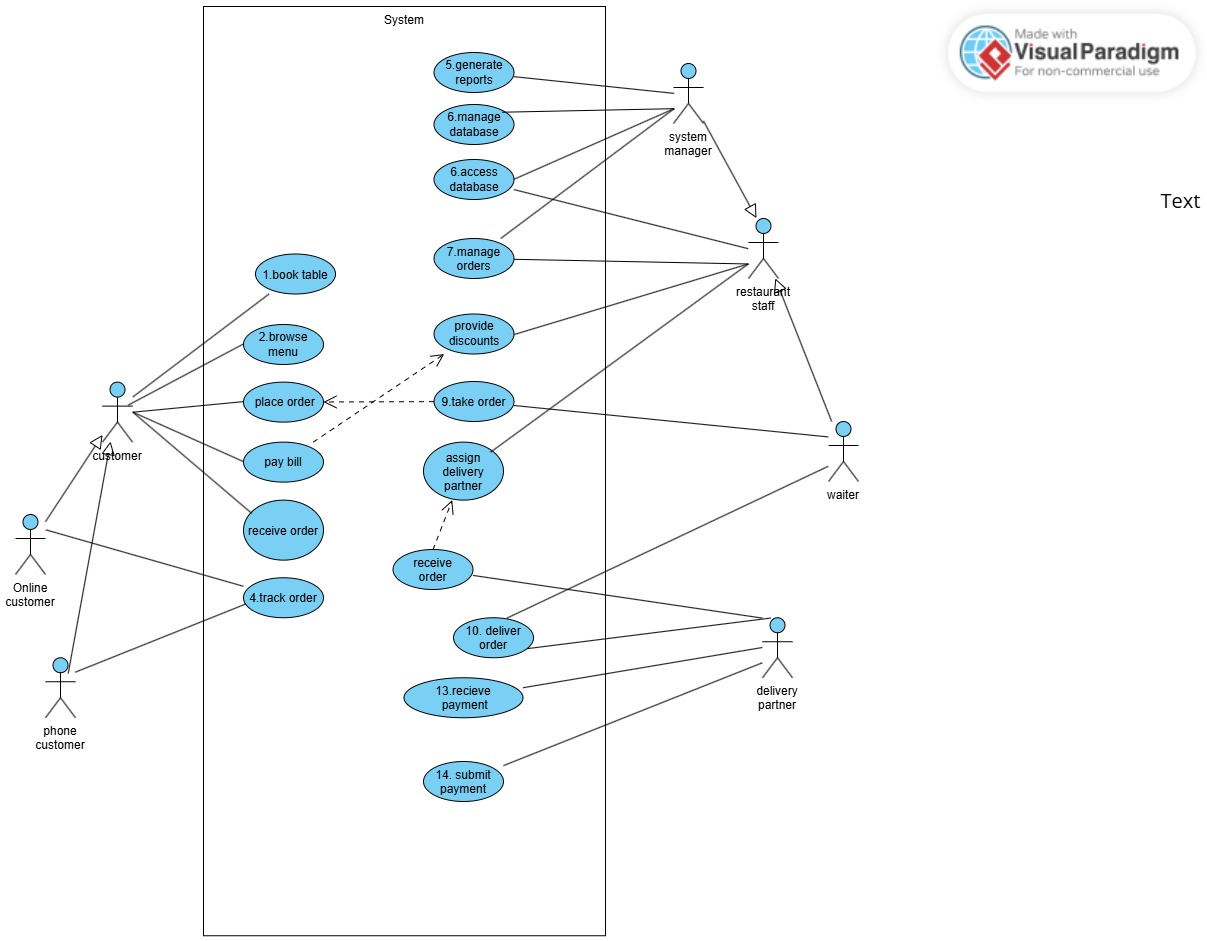 System
Made with
VisualParadigm
For non-commercial use
5.generate
reports
6.manage
database
system
manager
6.access
database
Text
7.manage
orders
1.book table
restaurant
staff
provide
discounts
2.browse
menu
place order
9.take order
customer
pay bill
assign
delivery
partner
waiter
receive order
receive
order
Online
customer
4.track order
10. deliver
order
13.recieve
payment
delivery
partner
phone
customer
14. submit
payment